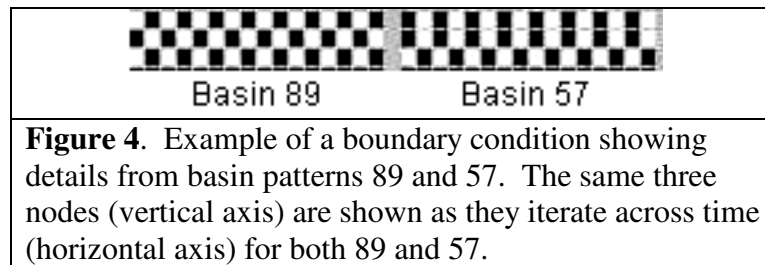 Basin 89 Basin 57
Figure 4. Example of a boundary condition showing
details from basin patterns 89 and 57. The same three
nodes (vertical axis) are shown as they iterate across time
(horizontal axis) for both 89 and 57.